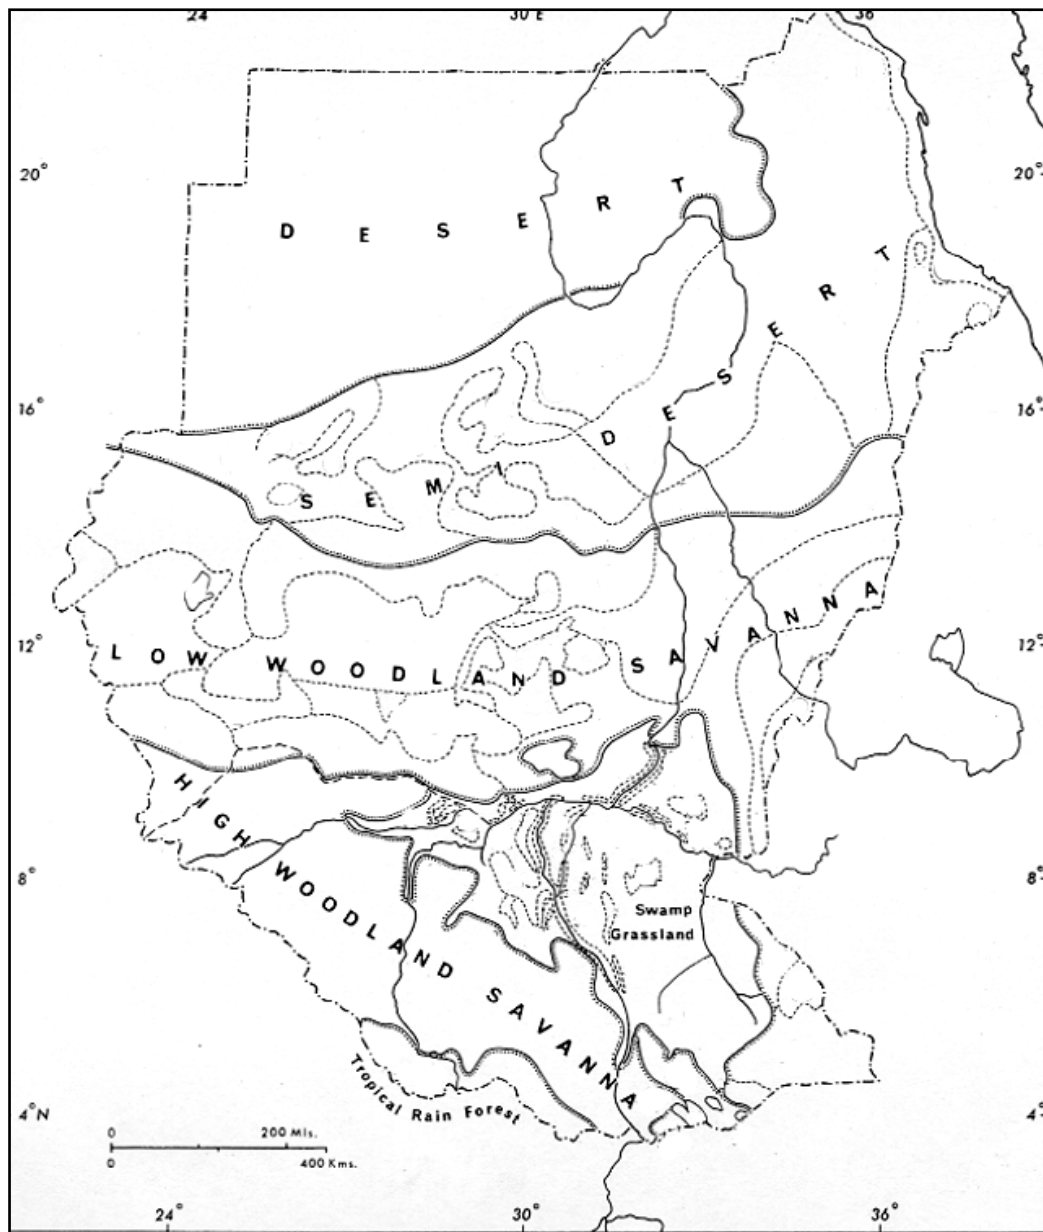 24 30°E 36
20° 20°
DESERT
SEMI DESERT
16° 16°
LOW WOODLAND SAVANNA
12° 12°
HIGH WOODLAND SAVANNA
8° 8°
Swamp
Grassland
Tropical Rain Forest
4°N 4°
0 200 Mls.
0 400 Kms.
24° 30° 36°